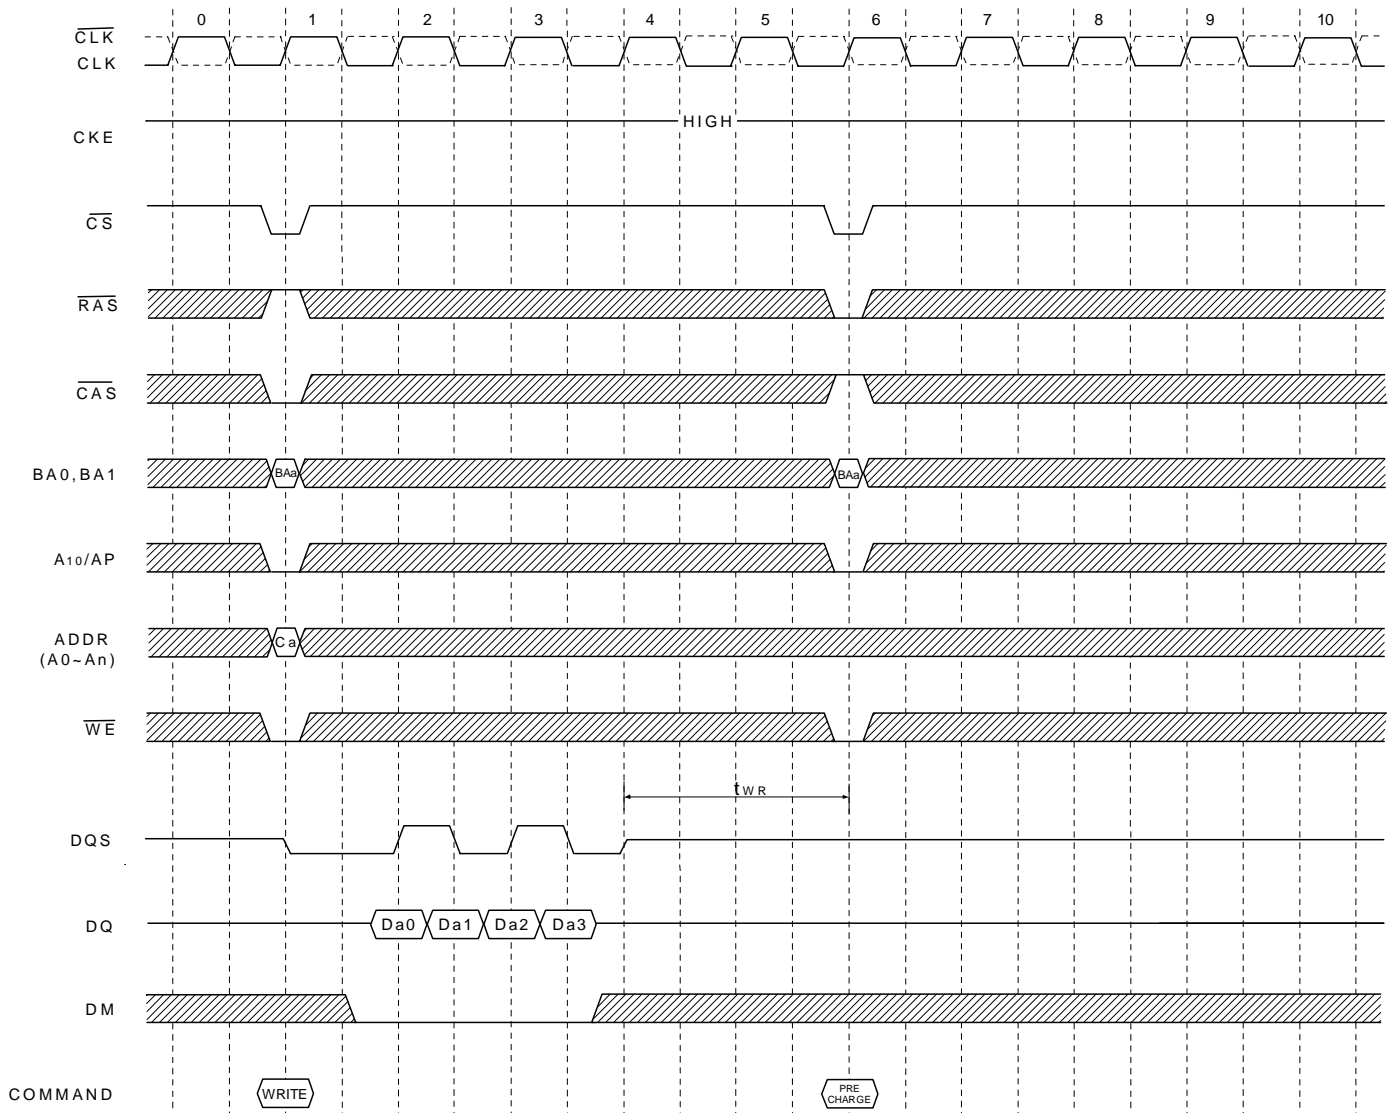 0 1 2 3 4 5 6 7 8 9 10
CLK
CLK
HIGH
CKE
CS
RAS
CAS
BA0,BA1 BAa BAa
A10/AP
ADDR Ca
(A0~An)
WE
tWR
DQS
DQ Da0 Da1 Da2 Da3
DM
COMMAND WRITE PRE
CHARGE